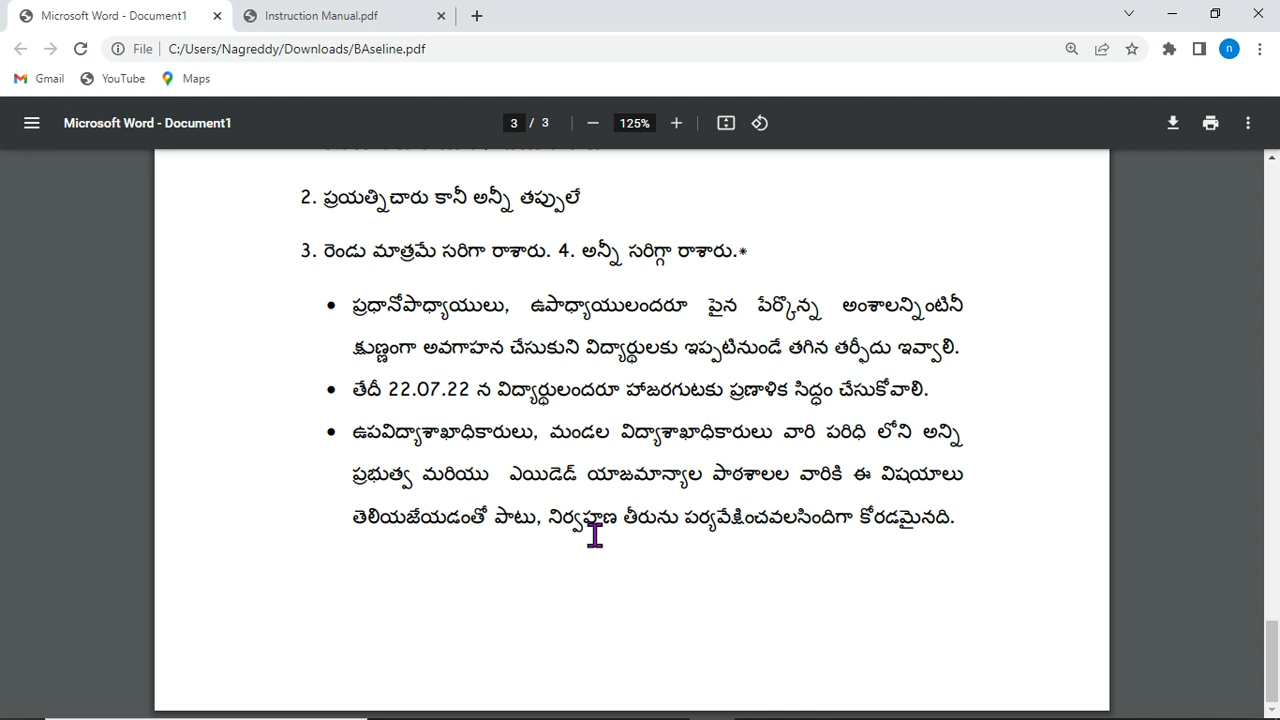 Microsoft Word - Document1
Instruction Manual.pdf
File
C:/Users/Nagreddy/Downloads/BAseline.pdf
n
Gmail
YouTube
Maps
Microsoft Word - Document1
3 / 3
125%
2. ప్రయత్నిచారు కానీ అన్నీ తప్పులే
3. రెండు మాత్రమే సరిగా రాశారు. 4. అన్నీ సరిగ్గా రాశారు.*
• ప్రధానోపాధ్యాయులు, ఉపాధ్యాయులందరూ పైన పేర్కొన్న అంశాలన్నింటినీ
క్షుణ్ణంగా అవగాహన చేసుకుని విద్యార్థులకు ఇప్పటినుండే తగిన తర్ఫీదు ఇవ్వాలి.
• తేదీ 22.07.22 న విద్యార్థులందరూ హాజరగుటకు ప్రణాళిక సిద్ధం చేసుకోవాలి.
• ఉపవిద్యాశాఖాధికారులు, మండల విద్యాశాఖాధికారులు వారి పరిధి లోని అన్ని
ప్రభుత్వ మరియు ఎయిడెడ్ యాజమాన్యాల పాఠశాలల వారికి ఈ విషయాలు
తెలియజేయడంతో పాటు, నిర్వహణ తీరును పర్యవేక్షించవలసిందిగా కోరడమైనది.